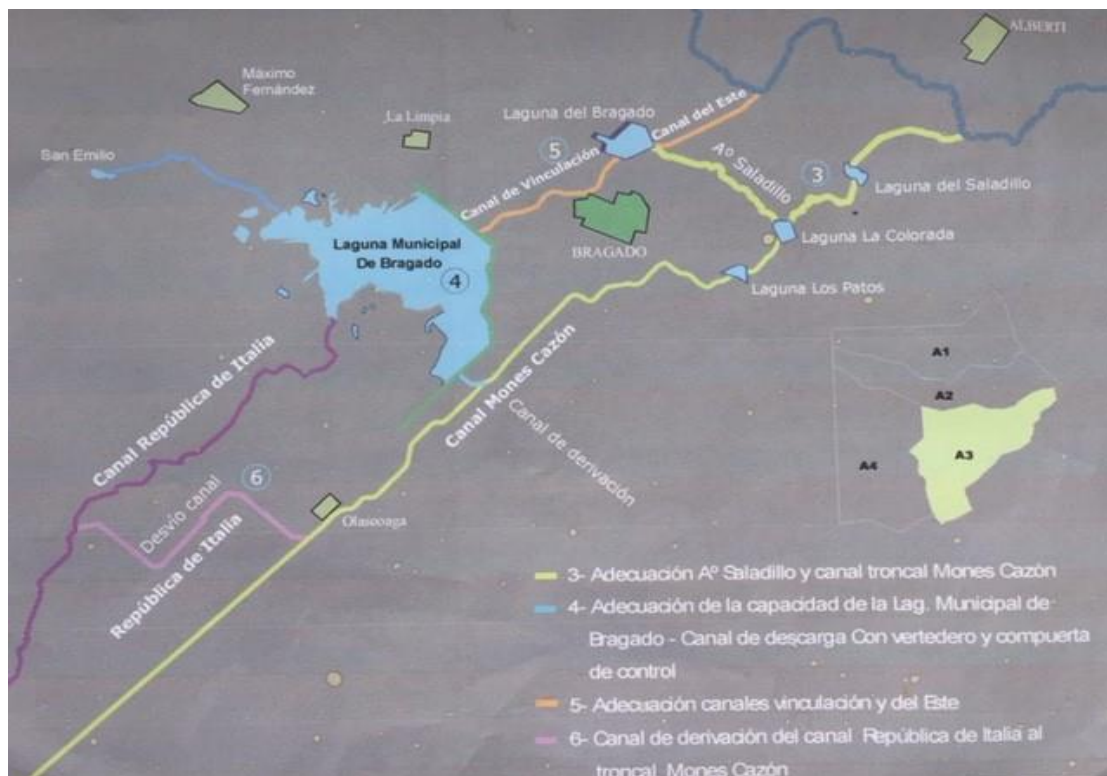 ALBERTI
Máximo
Fernández
La Limpia
Laguna del Bragado
Canal del Este
San Emilio
5
Canal de Vinculación
Aº Saladillo
3
Laguna del Saladillo
Laguna Municipal
De Bragado
4
BRAGADO
Laguna La Colorada
Laguna Los Patos
Canal República de Italia
Canal Mones Cazón
Canal de derivación
A1
A2
A3
A4
6
Desvío canal
República de Italia
Olascoaga
3- Adecuación Aº Saladillo y canal troncal Mones Cazón
4- Adecuación de la capacidad de la Lag. Municipal de
Bragado - Canal de descarga Con vertedero y compuerta
de control
5- Adecuación canales vinculación y del Este
6- Canal de derivación del canal República de Italia al
troncal Mones Cazón